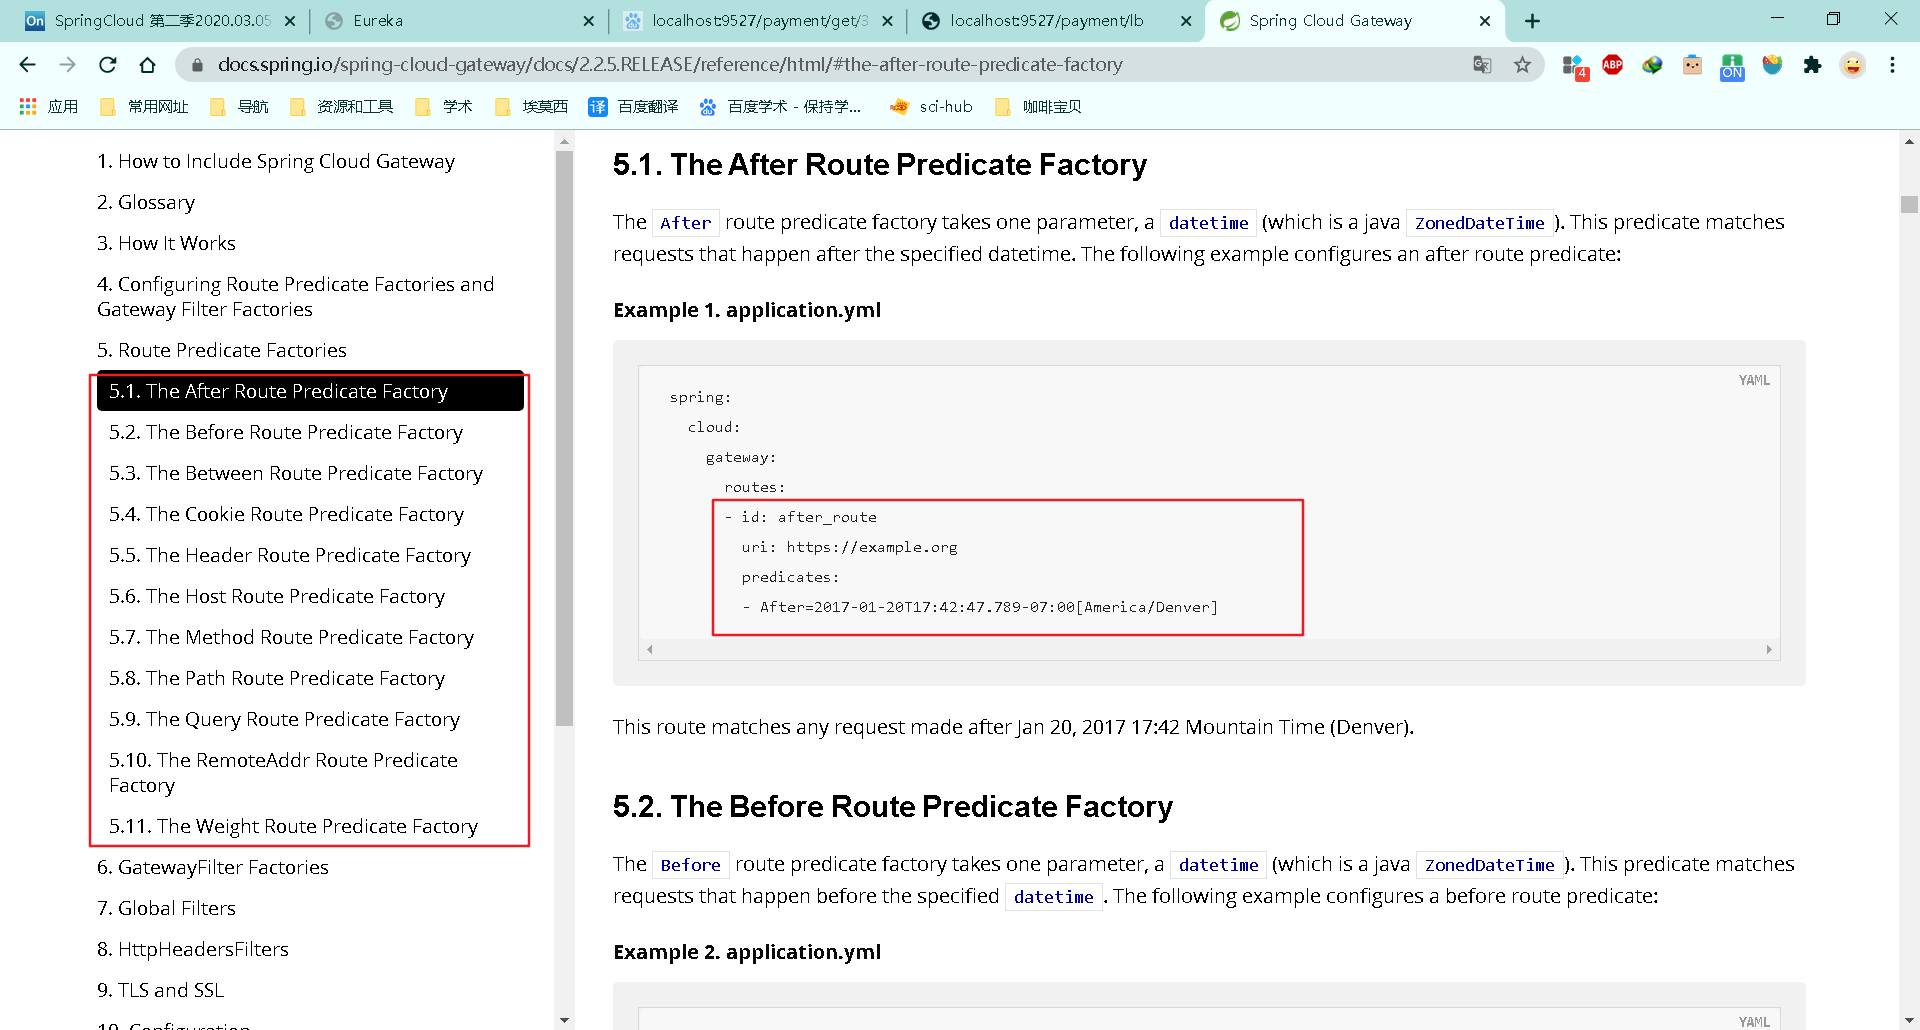 On SpringCloud 第二季2020.03.05
Eureka
localhost:9527/payment/get/3
localhost:9527/payment/lb
Spring Cloud Gateway
docs.spring.io/spring-cloud-gateway/docs/2.2.5.RELEASE/reference/html/#the-after-route-predicate-factory
4
ABP
ON
应用
常用网址
导航
资源和工具
学术
埃莫西
译 百度翻译
百度学术 - 保持学...
sci-hub
咖啡宝贝
1. How to Include Spring Cloud Gateway
2. Glossary
3. How It Works
4. Configuring Route Predicate Factories and
Gateway Filter Factories
5. Route Predicate Factories
5.1. The After Route Predicate Factory
5.2. The Before Route Predicate Factory
5.3. The Between Route Predicate Factory
5.4. The Cookie Route Predicate Factory
5.5. The Header Route Predicate Factory
5.6. The Host Route Predicate Factory
5.7. The Method Route Predicate Factory
5.8. The Path Route Predicate Factory
5.9. The Query Route Predicate Factory
5.10. The RemoteAddr Route Predicate
Factory
5.11. The Weight Route Predicate Factory
6. GatewayFilter Factories
7. Global Filters
8. HttpHeadersFilters
9. TLS and SSL
10. Configuration
5.1. The After Route Predicate Factory
The After route predicate factory takes one parameter, a datetime (which is a java ZonedDateTime). This predicate matches
requests that happen after the specified datetime. The following example configures an after route predicate:
Example 1. application.yml
YAML
spring:
cloud:
gateway:
routes:
- id: after_route
uri: https://example.org
predicates:
- After=2017-01-20T17:42:47.789-07:00[America/Denver]
This route matches any request made after Jan 20, 2017 17:42 Mountain Time (Denver).
5.2. The Before Route Predicate Factory
The Before route predicate factory takes one parameter, a datetime (which is a java ZonedDateTime). This predicate matches
requests that happen before the specified datetime. The following example configures a before route predicate:
Example 2. application.yml
YAML